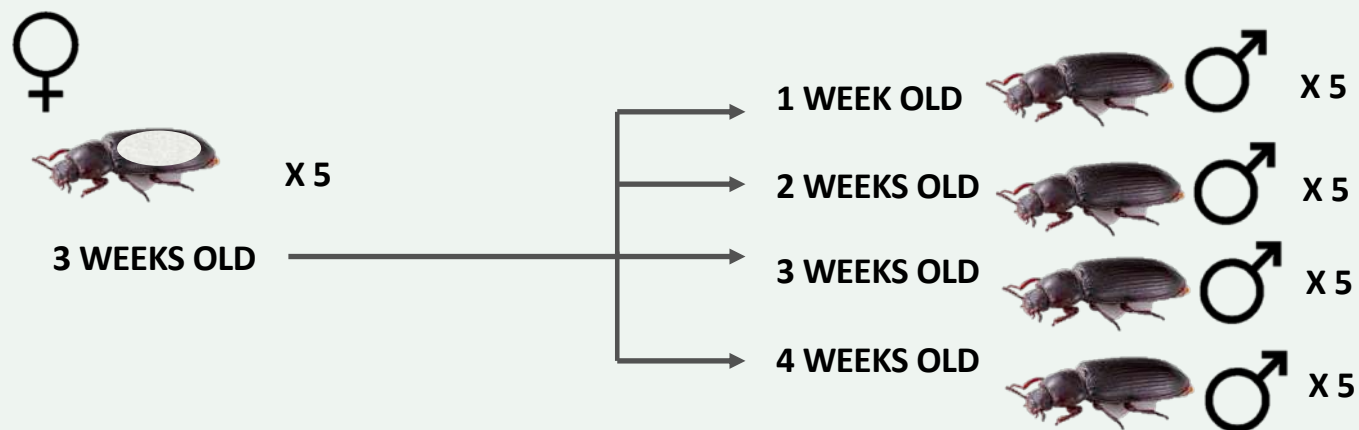 X 5
3 WEEKS OLD
1 WEEK OLD
X 5
2 WEEKS OLD
X 5
3 WEEKS OLD
X 5
4 WEEKS OLD
X 5